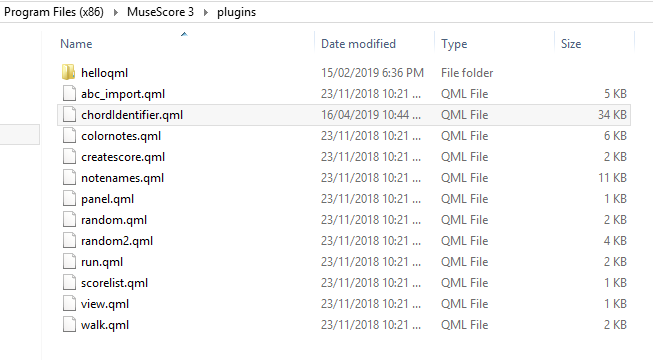 Program Files (x86) › MuseScore 3 › plugins
Name Date modified Type Size
helloqml 15/02/2019 6:36 PM File folder
abc_import.qml 23/11/2018 10:21 ... QML File 5 KB
chordIdentifier.qml 16/04/2019 10:44 ... QML File 34 KB
colornotes.qml 23/11/2018 10:21 ... QML File 6 KB
createscore.qml 23/11/2018 10:21 ... QML File 2 KB
notenames.qml 23/11/2018 10:21 ... QML File 11 KB
panel.qml 23/11/2018 10:21 ... QML File 1 KB
random.qml 23/11/2018 10:21 ... QML File 2 KB
random2.qml 23/11/2018 10:21 ... QML File 4 KB
run.qml 23/11/2018 10:21 ... QML File 2 KB
scorelist.qml 23/11/2018 10:21 ... QML File 1 KB
view.qml 23/11/2018 10:21 ... QML File 1 KB
walk.qml 23/11/2018 10:21 ... QML File 2 KB